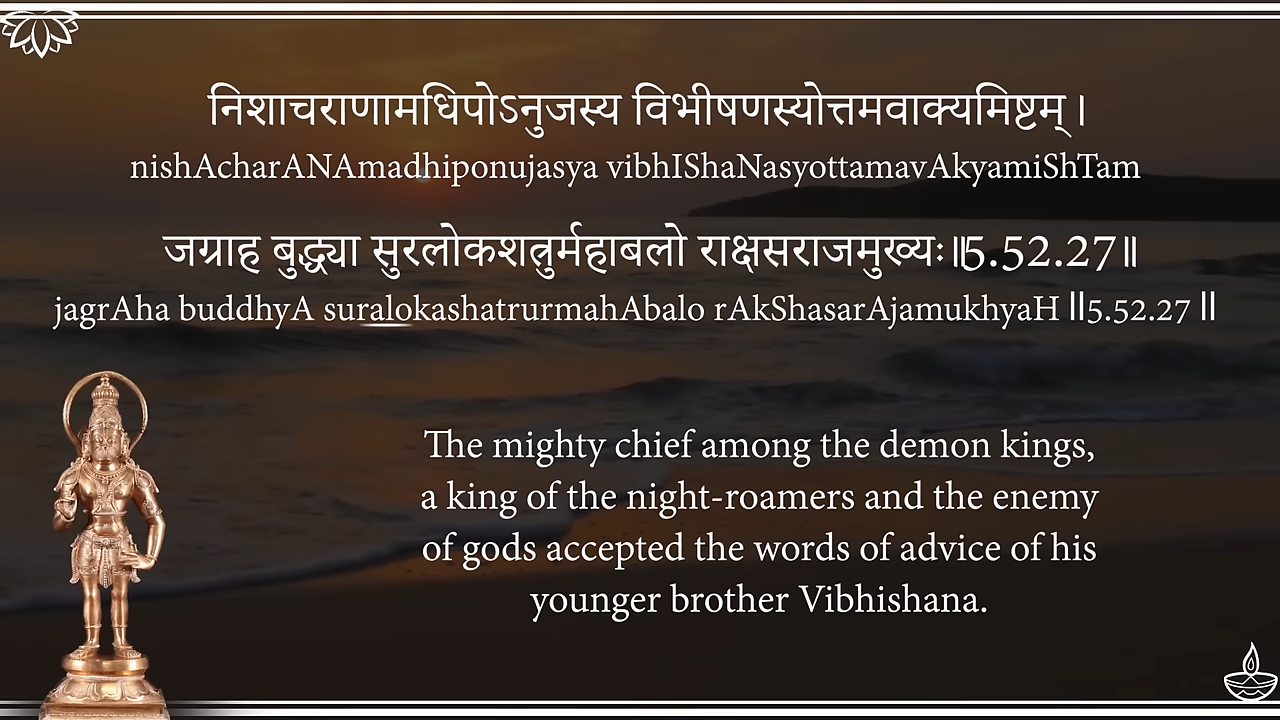 निशाचराणामधिपोऽनुजस्य विभीषणस्योत्तमवाक्यमिष्टम् ।
nishAcharANAmadhiponujasya vibhIShaNasyottamavAkyamiShTam
जग्राह बुद्ध्या सुरलोकशत्रुर्महाबलो राक्षसराजमुख्यः॥5.52.27॥
jagrAha buddhyA suralokashatrurmahAbalo rAkShasarAjamukhyaH ॥5.52.27 ॥
The mighty chief among the demon kings,
a king of the night-roamers and the enemy
of gods accepted the words of advice of his
younger brother Vibhishana.